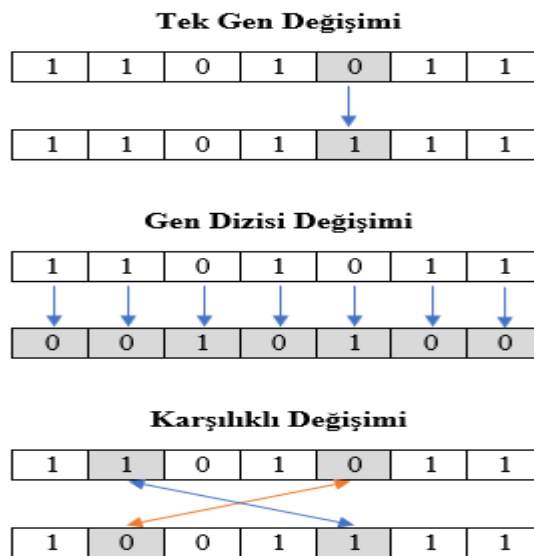 Tek Gen Değişimi
1 1 0 1 0 1 1
1 1 0 1 1 1 1
Gen Dizisi Değişimi
1 1 0 1 0 1 1
0 0 1 0 1 0 0
Karşılıklı Değişimi
1 1 0 1 0 1 1
1 0 0 1 1 1 1